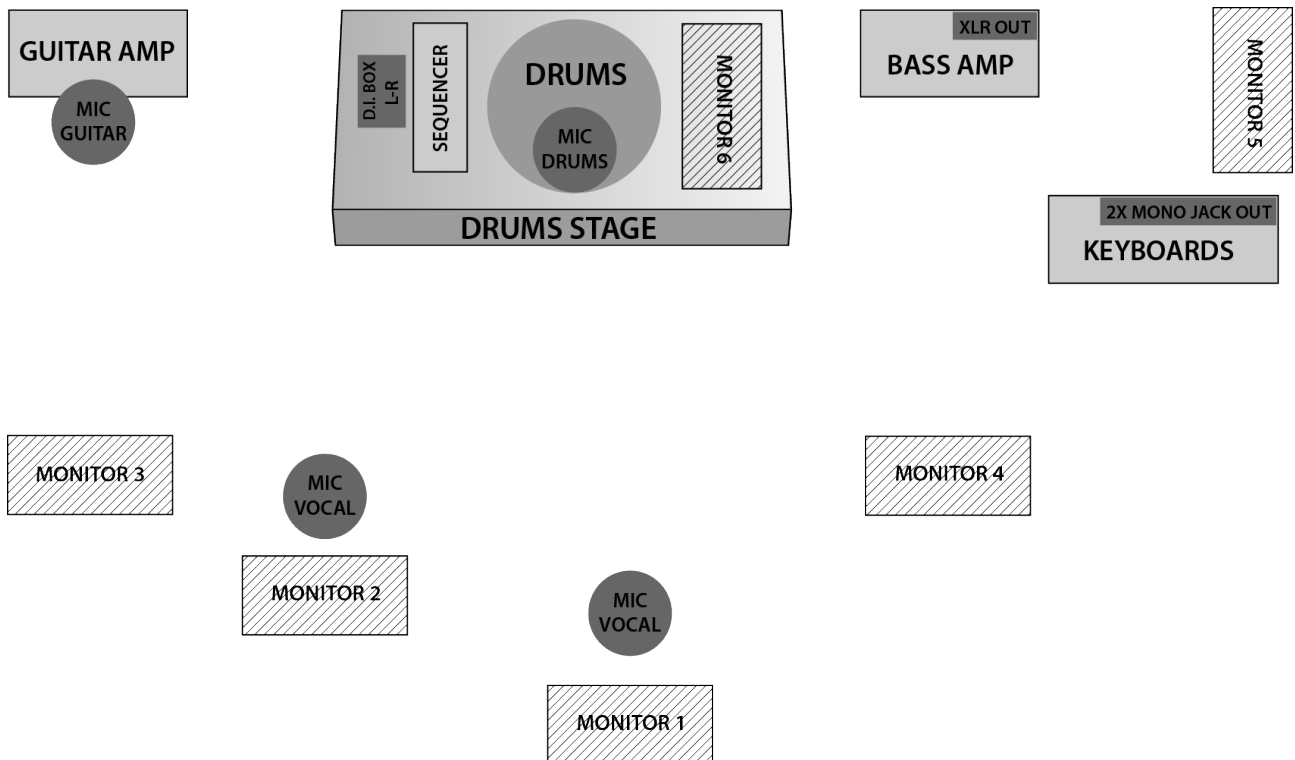 GUITAR AMP
MIC
GUITAR
D.I. BOX
L-R
SEQUENCER
DRUMS
MIC
DRUMS
MONITOR 6
DRUMS STAGE
XLR OUT
BASS AMP
MONITOR 5
2X MONO JACK OUT
KEYBOARDS
MONITOR 3
MIC
VOCAL
MONITOR 2
MONITOR 4
MIC
VOCAL
MONITOR 1